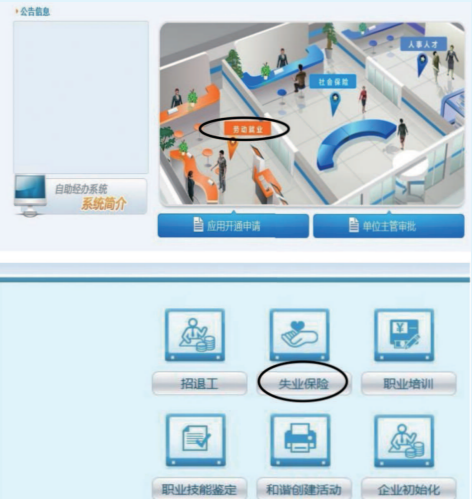 公告信息
人事人才
社会保险
劳动就业
自助经办系统
系统简介
应用开通申请
单位主管审批
招退工
失业保险
职业培训
职业技能鉴定
和谐创建活动
企业初始化